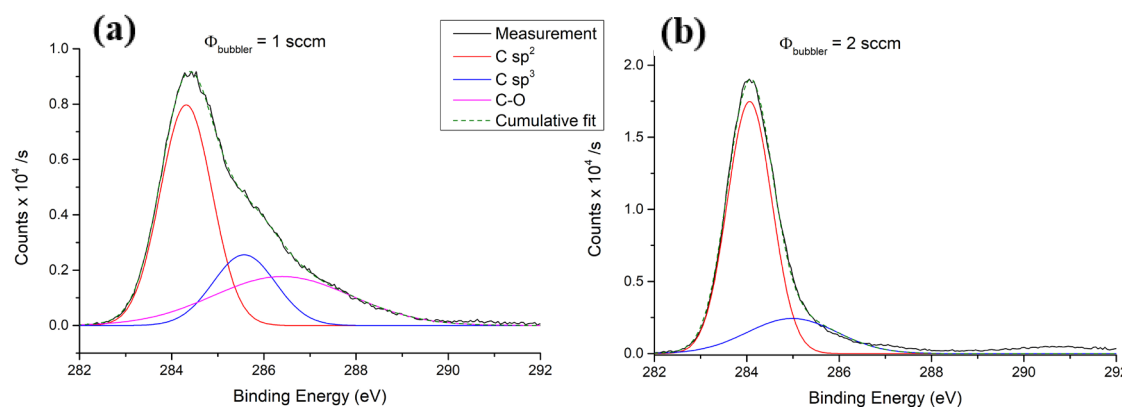 (a)
Φbubbler = 1 sccm
Counts x 10⁴ /s
1.0
0.8
0.6
0.4
0.2
0.0
282 284 286 288 290 292
Binding Energy (eV)
Measurement
C sp²
C sp³
C-O
Cumulative fit
(b)
Φbubbler = 2 sccm
Counts x 10⁴ /s
2.0
1.5
1.0
0.5
0.0
282 284 286 288 290 292
Binding Energy (eV)